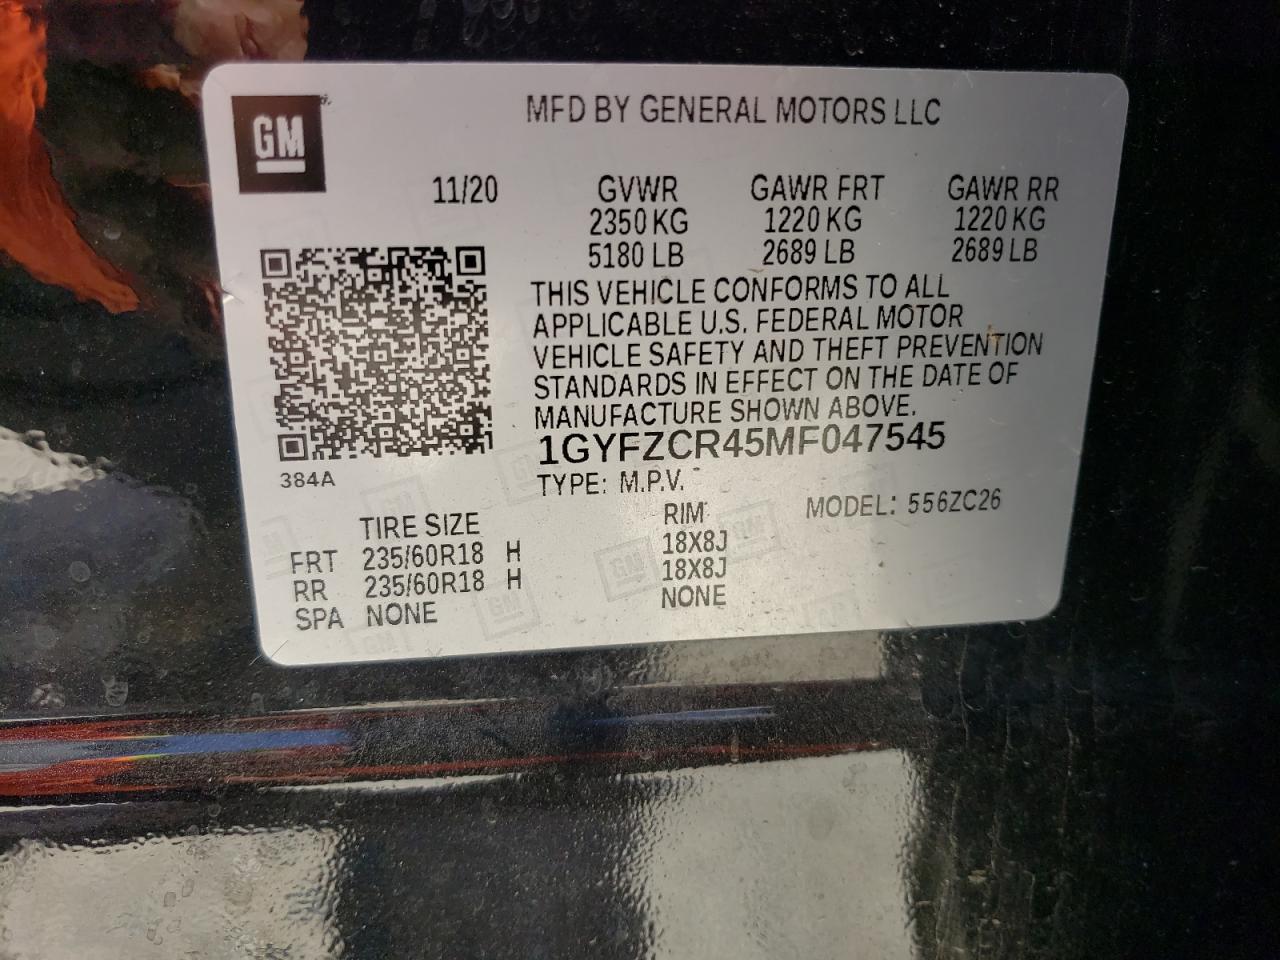 GM
MFD BY GENERAL MOTORS LLC
11/20 GVWR GAWR FRT GAWR RR
2350 KG 1220 KG 1220 KG
5180 LB 2689 LB 2689 LB
THIS VEHICLE CONFORMS TO ALL
APPLICABLE U.S. FEDERAL MOTOR
VEHICLE SAFETY AND THEFT PREVENTION
STANDARDS IN EFFECT ON THE DATE OF
MANUFACTURE SHOWN ABOVE.
1GYFZCR45MF047545
384A
TYPE: M.P.V.
MODEL: 556ZC26
TIRE SIZE RIM
FRT 235/60R18 H 18X8J
RR 235/60R18 H 18X8J
SPA NONE NONE